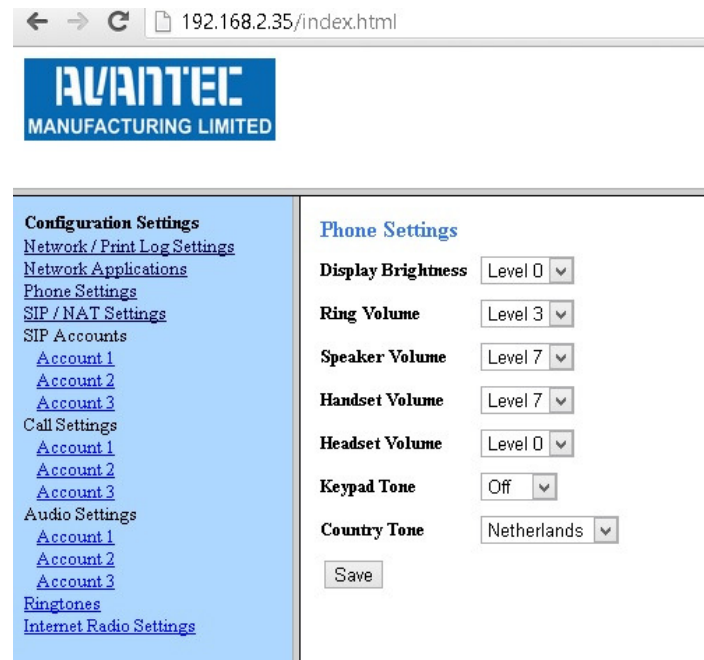 192.168.2.35/index.html
AVANTEC
MANUFACTURING LIMITED
Configuration Settings
Network / Print Log Settings
Network Applications
Phone Settings
SIP / NAT Settings
SIP Accounts
Account 1
Account 2
Account 3
Call Settings
Account 1
Account 2
Account 3
Audio Settings
Account 1
Account 2
Account 3
Ringtones
Internet Radio Settings
Phone Settings
Display Brightness Level 0
Ring Volume Level 3
Speaker Volume Level 7
Handset Volume Level 7
Headset Volume Level 0
Keypad Tone Off
Country Tone Netherlands
Save